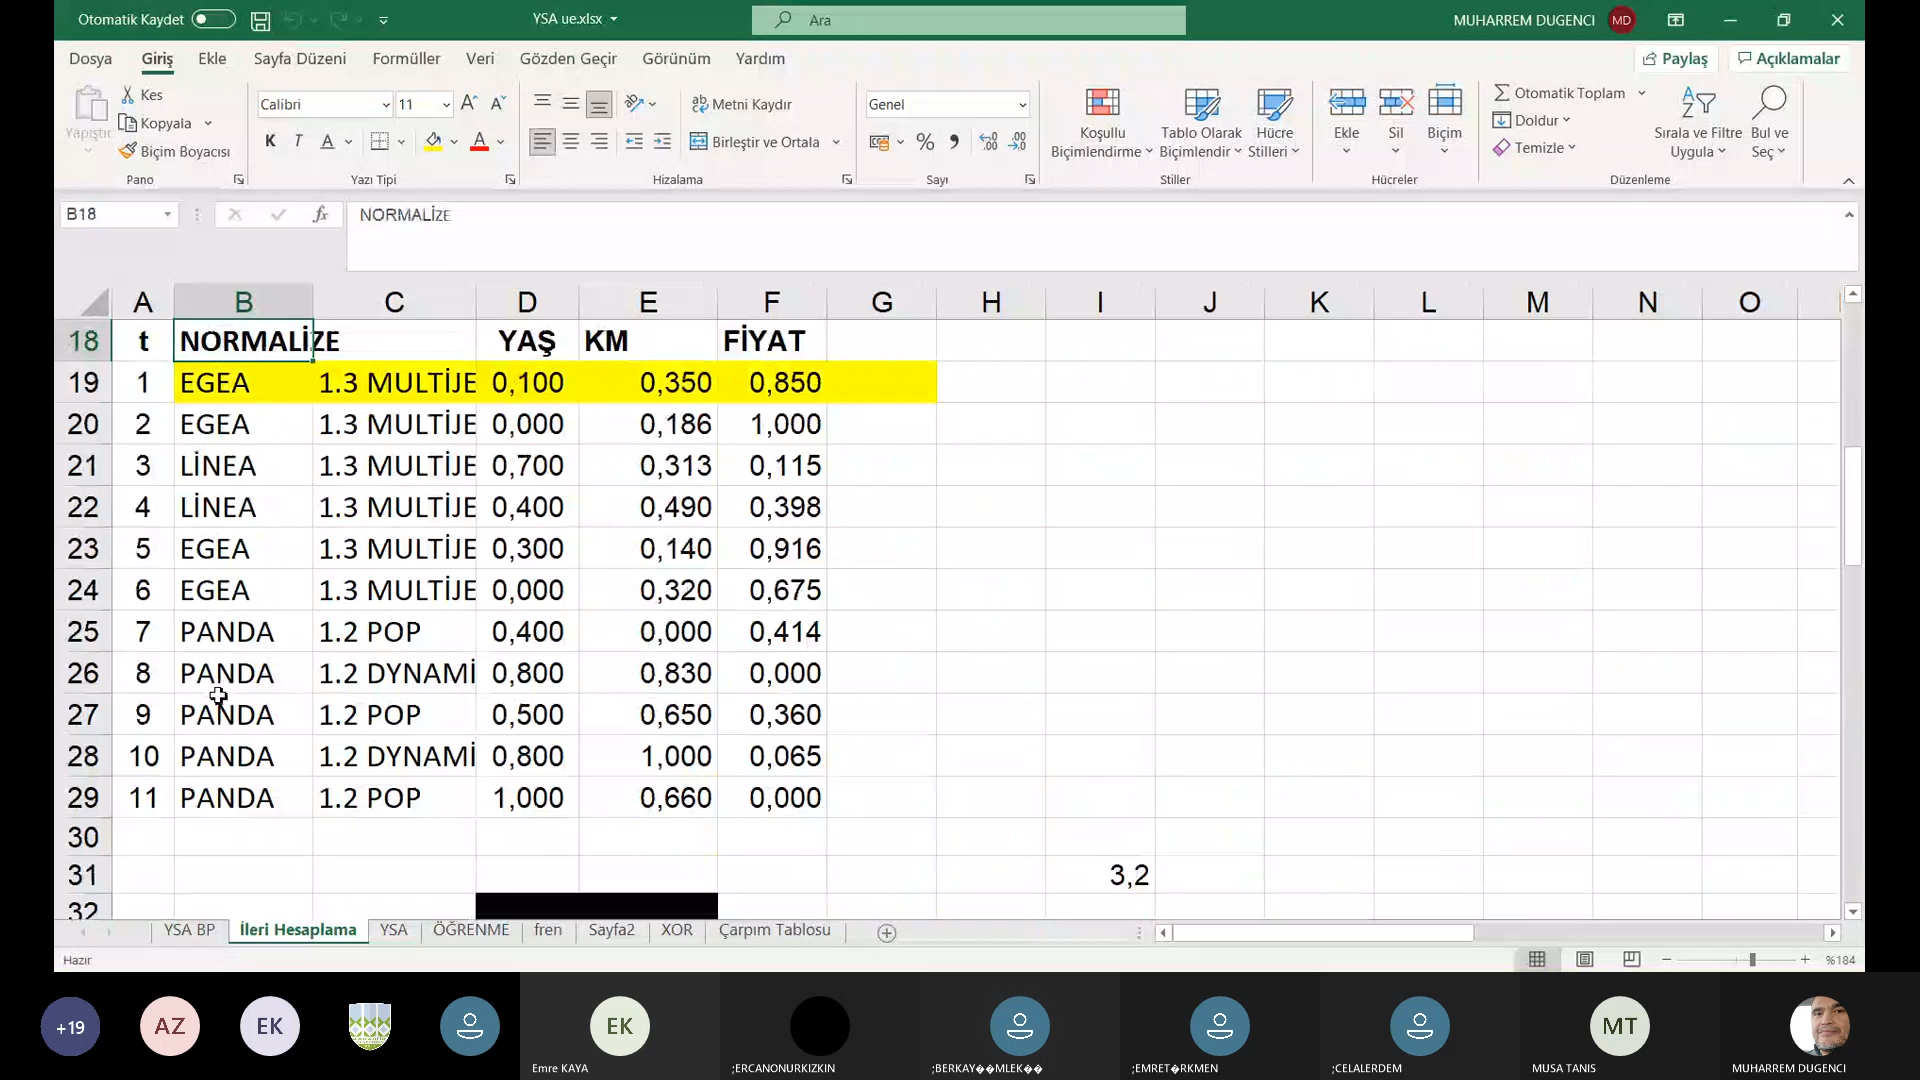 Otomatik Kaydet
YSA ue.xlsx
Ara
MUHARREM DUGENCI
MD
Dosya Giriş Ekle Sayfa Düzeni Formüller Veri Gözden Geçir Görünüm Yardım
Paylaş
Açıklamalar
Yapıştır
Kes
Kopyala
Biçim Boyacısı
Pano
Calibri 11
K T A A
Yazı Tipi
Metni Kaydır
Birleştir ve Ortala
Hizalama
Genel
%
Sayı
Koşullu
Biçimlendirme
Tablo Olarak
Biçimlendir
Hücre
Stilleri
Stiller
Ekle
Sil
Biçim
Hücreler
Otomatik Toplam
Doldur
Temizle
Sırala ve Filtre
Uygula
Bul ve
Seç
Düzenleme
B18 fx NORMALİZE
A B C D E F G H I J K L M N O
18 t NORMALİZE YAŞ KM FİYAT
19 1 EGEA 1.3 MULTİJE 0,100 0,350 0,850
20 2 EGEA 1.3 MULTİJE 0,000 0,186 1,000
21 3 LİNEA 1.3 MULTİJE 0,700 0,313 0,115
22 4 LİNEA 1.3 MULTİJE 0,400 0,490 0,398
23 5 EGEA 1.3 MULTİJE 0,300 0,140 0,916
24 6 EGEA 1.3 MULTİJE 0,000 0,320 0,675
25 7 PANDA 1.2 POP 0,400 0,000 0,414
26 8 PANDA 1.2 DYNAMİ 0,800 0,830 0,000
27 9 PANDA 1.2 POP 0,500 0,650 0,360
28 10 PANDA 1.2 DYNAMİ 0,800 1,000 0,065
29 11 PANDA 1.2 POP 1,000 0,660 0,000
30
31 3,2
32
YSA BP İleri Hesaplama YSA ÖĞRENME fren Sayfa2 XOR Çarpım Tablosu
Hazır
%184
+19
AZ
EK
EK
MT
Emre KAYA
;ERCANONURKIZKIN
;BERKAY��MLEK��
;EMRET�RKMEN
;CELALERDEM
MUSA TANIS
MUHARREM DUGENCI